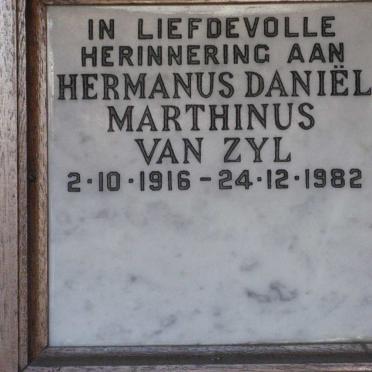 IN LIEFDEVOLLE
HERINNERING AAN
HERMANUS DANIËL
MARTHINUS
VAN ZYL
2·10·1916–24·12·1982